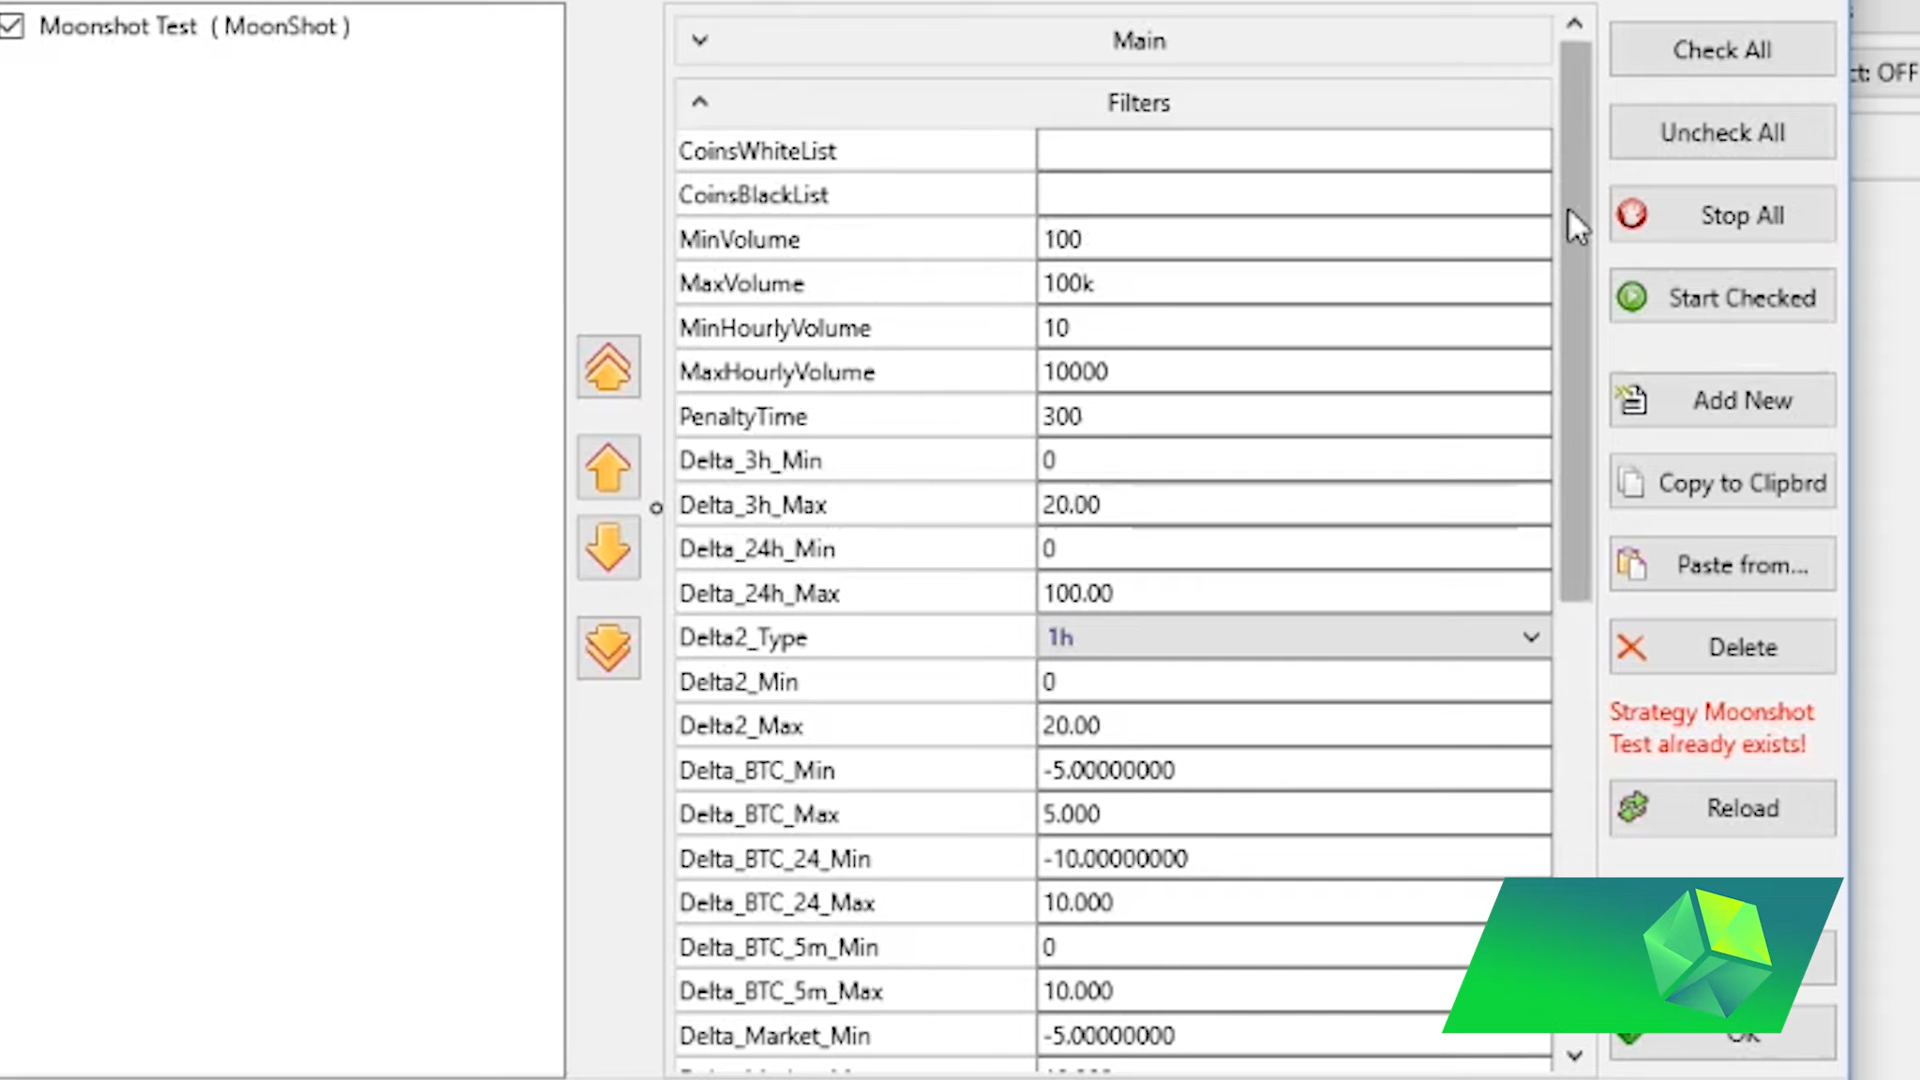 Moonshot Test ( MoonShot )
Main
Filters
CoinsWhiteList
CoinsBlackList
MinVolume 100
MaxVolume 100k
MinHourlyVolume 10
MaxHourlyVolume 10000
PenaltyTime 300
Delta_3h_Min 0
Delta_3h_Max 20.00
Delta_24h_Min 0
Delta_24h_Max 100.00
Delta2_Type 1h
Delta2_Min 0
Delta2_Max 20.00
Delta_BTC_Min -5.00000000
Delta_BTC_Max 5.000
Delta_BTC_24_Min -10.00000000
Delta_BTC_24_Max 10.000
Delta_BTC_5m_Min 0
Delta_BTC_5m_Max 10.000
Delta_Market_Min -5.00000000
Check All
Uncheck All
Stop All
Start Checked
Add New
Copy to Clipbrd
Paste from...
Delete
Strategy Moonshot
Test already exists!
Reload
ct: OFF